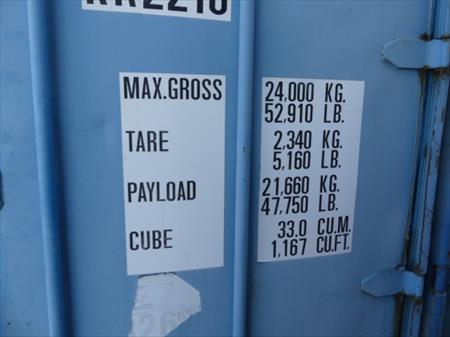 MAX.GROSS 24,000 KG.
52,910 LB.
TARE 2,340 KG.
5,160 LB.
PAYLOAD 21,660 KG.
47,750 LB.
CUBE 33.0 CU.M.
1,167 CU.FT.